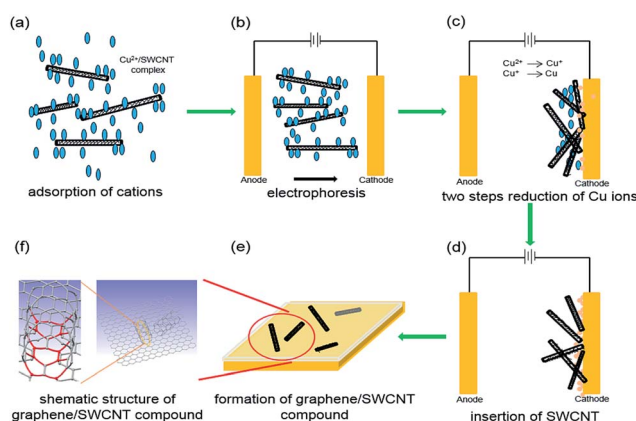 (a)
Cu²⁺/SWCNT
complex
adsorption of cations
(b)
Anode
Cathode
electrophoresis
(c)
Cu²⁺ → Cu⁺
Cu⁺ → Cu
Anode
Cathode
two steps reduction of Cu ions
(f)
shematic structure of
graphene/SWCNT compound
(e)
formation of graphene/SWCNT
compound
(d)
Anode
Cathode
insertion of SWCNT